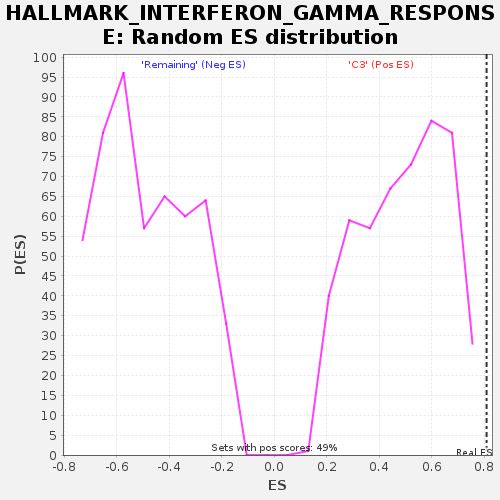 HALLMARK_INTERFERON_GAMMA_RESPONS
E: Random ES distribution
'Remaining' (Neg ES)
'C3' (Pos ES)
100
95
90
85
80
75
70
65
60
55
50
45
40
35
30
25
20
15
10
5
0
P(ES)
Sets with pos scores: 49%
Real ES
-0.8 -0.6 -0.4 -0.2 0.0 0.2 0.4 0.6 0.8
ES